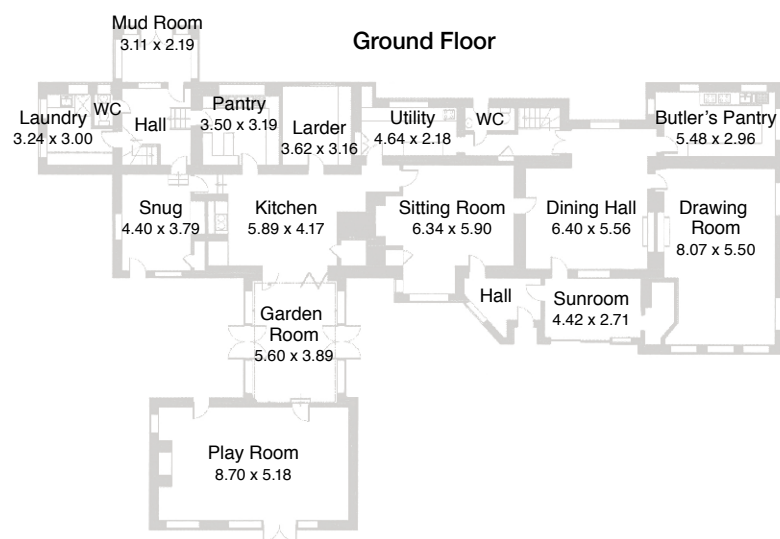 Ground Floor
Mud Room
3.11 x 2.19
Laundry
3.24 x 3.00
WC
Hall
Pantry
3.50 x 3.19
Larder
3.62 x 3.16
Utility
4.64 x 2.18
WC
Butler's Pantry
5.48 x 2.96
Snug
4.40 x 3.79
Kitchen
5.89 x 4.17
Sitting Room
6.34 x 5.90
Dining Hall
6.40 x 5.56
Drawing
Room
8.07 x 5.50
Hall
Sunroom
4.42 x 2.71
Garden
Room
5.60 x 3.89
Play Room
8.70 x 5.18